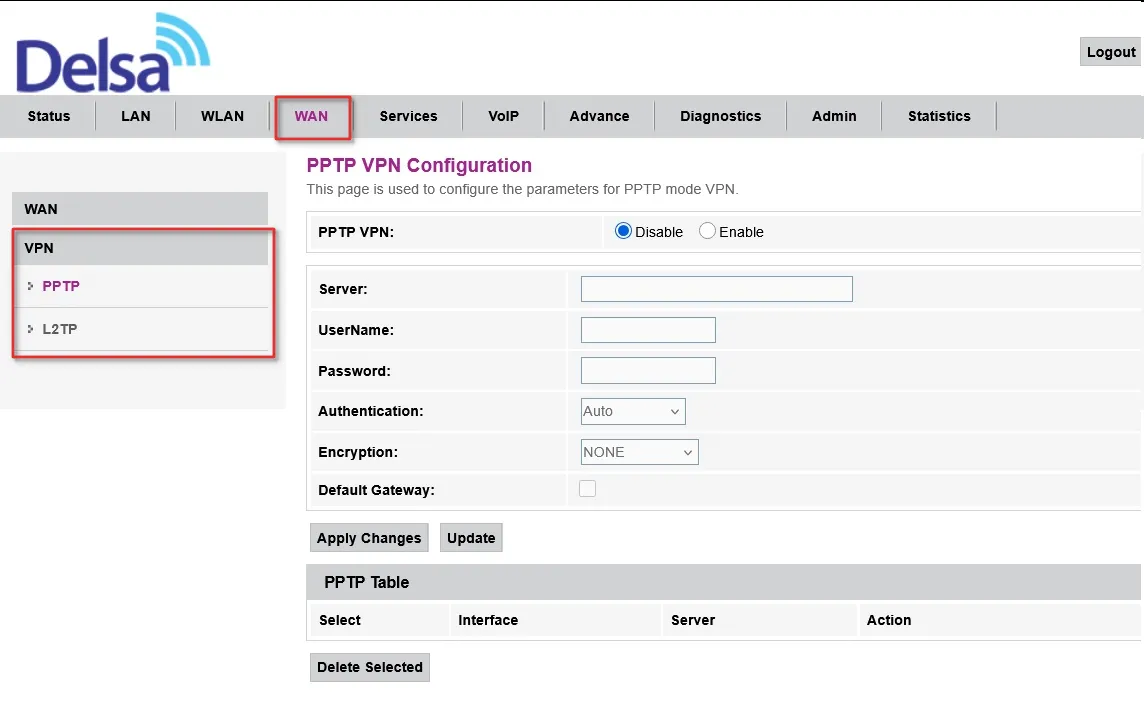 Delsa
Logout
Status LAN WLAN WAN Services VoIP Advance Diagnostics Admin Statistics
WAN
VPN
PPTP
L2TP
PPTP VPN Configuration
This page is used to configure the parameters for PPTP mode VPN.
PPTP VPN: Disable Enable
Server:
UserName:
Password:
Authentication: Auto
Encryption: NONE
Default Gateway:
Apply Changes Update
PPTP Table
Select Interface Server Action
Delete Selected